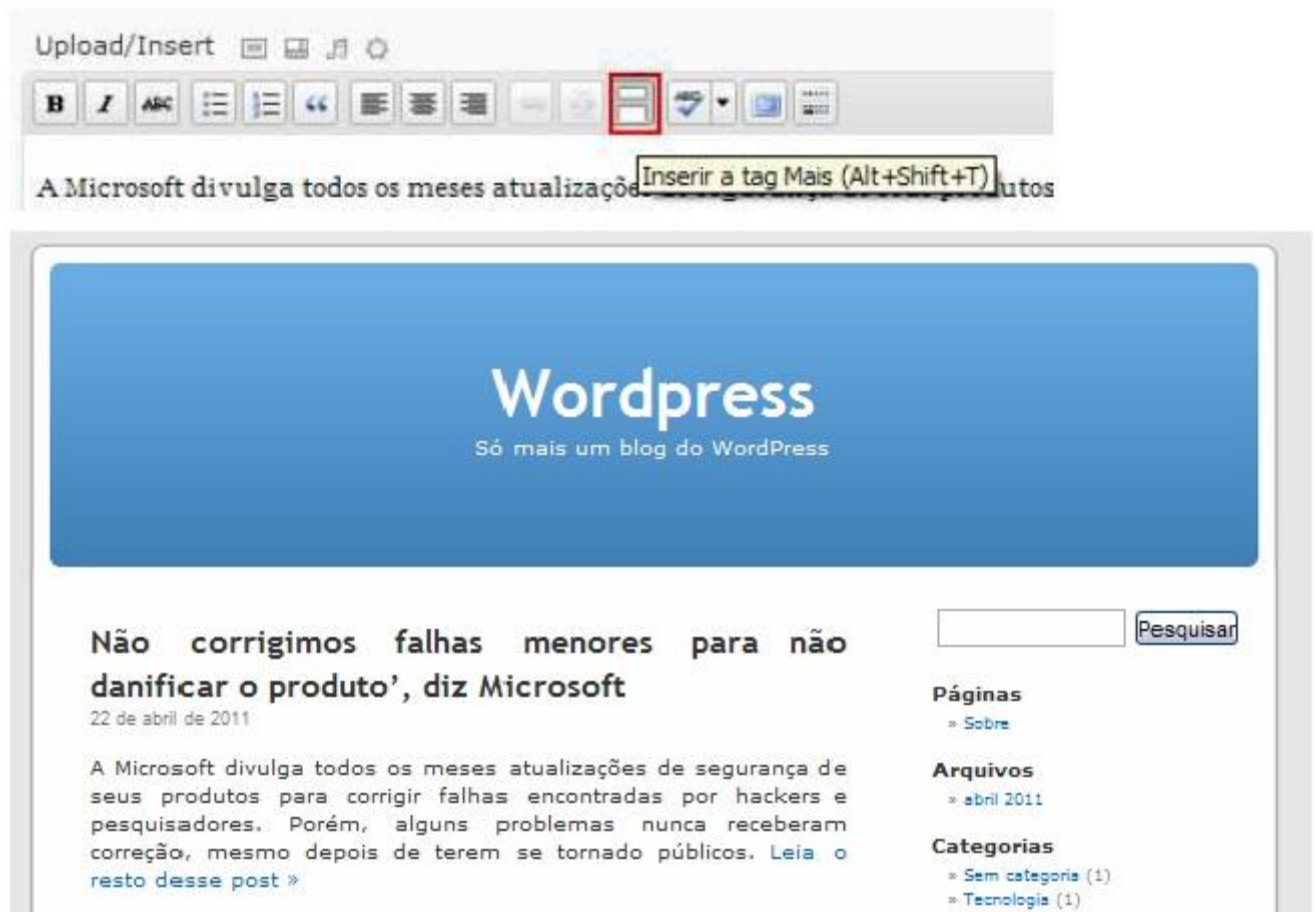 Upload/Insert
B I ABC ABC
Inserir a tag Mais (Alt+Shift+T)
A Microsoft divulga todos os meses atualizaçõe utos
Wordpress
Só mais um blog do WordPress
Não corrigimos falhas menores para não
danificar o produto’, diz Microsoft
22 de abril de 2011
A Microsoft divulga todos os meses atualizações de segurança de
seus produtos para corrigir falhas encontradas por hackers e
pesquisadores. Porém, alguns problemas nunca receberam
correção, mesmo depois de terem se tornado públicos. Leia o
resto desse post »
Pesquisar
Páginas
» Sobre
Arquivos
» abril 2011
Categorias
» Sem categoria (1)
» Tecnologia (1)